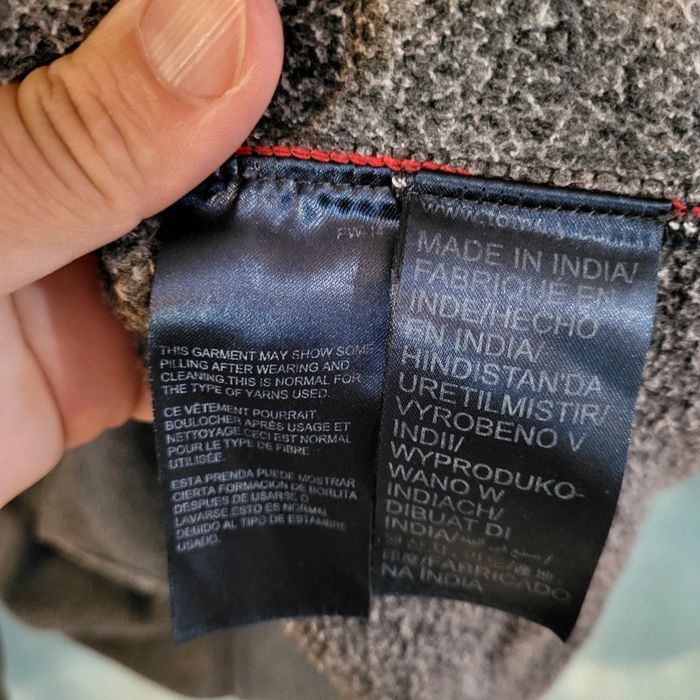 PW-14
THIS GARMENT MAY SHOW SOME
PILLING AFTER WEARING AND
CLEANING.THIS IS NORMAL FOR
THE TYPE OF YARNS USED.
CE VÊTEMENT POURRAIT
BOULOCHER APRÈS USAGE ET
NETTOYAGE CECI EST NORMAL
POUR LE TYPE DE FIBRE
UTILISÉE.
ESTA PRENDA PUEDE MOSTRAR
CIERTA FORMACION DE BORLITA
DESPUES DE USARSE O
LAVARSE.ESTO ES NORMAL
DEBIDO AL TIPO DE ESTAMBRE
USADO.
MADE IN INDIA/
FABRIQUÉ EN
INDE/HECHO
EN INDIA/
HINDISTAN'DA
URETILMISTIR/
VYROBENO V
INDII/
WYPRODUKO-
WANO W
INDIACH/
DIBUAT DI
INDIA/
/FABRICADO
NA ÍNDIA